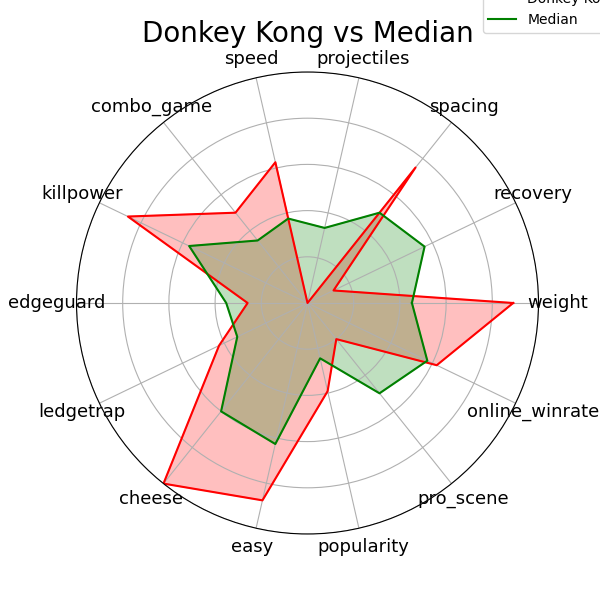 Donkey Kong vs Median
Median
speed
projectiles
combo_game
spacing
killpower
recovery
edgeguard
weight
ledgetrap
online_winrate
cheese
pro_scene
easy
popularity